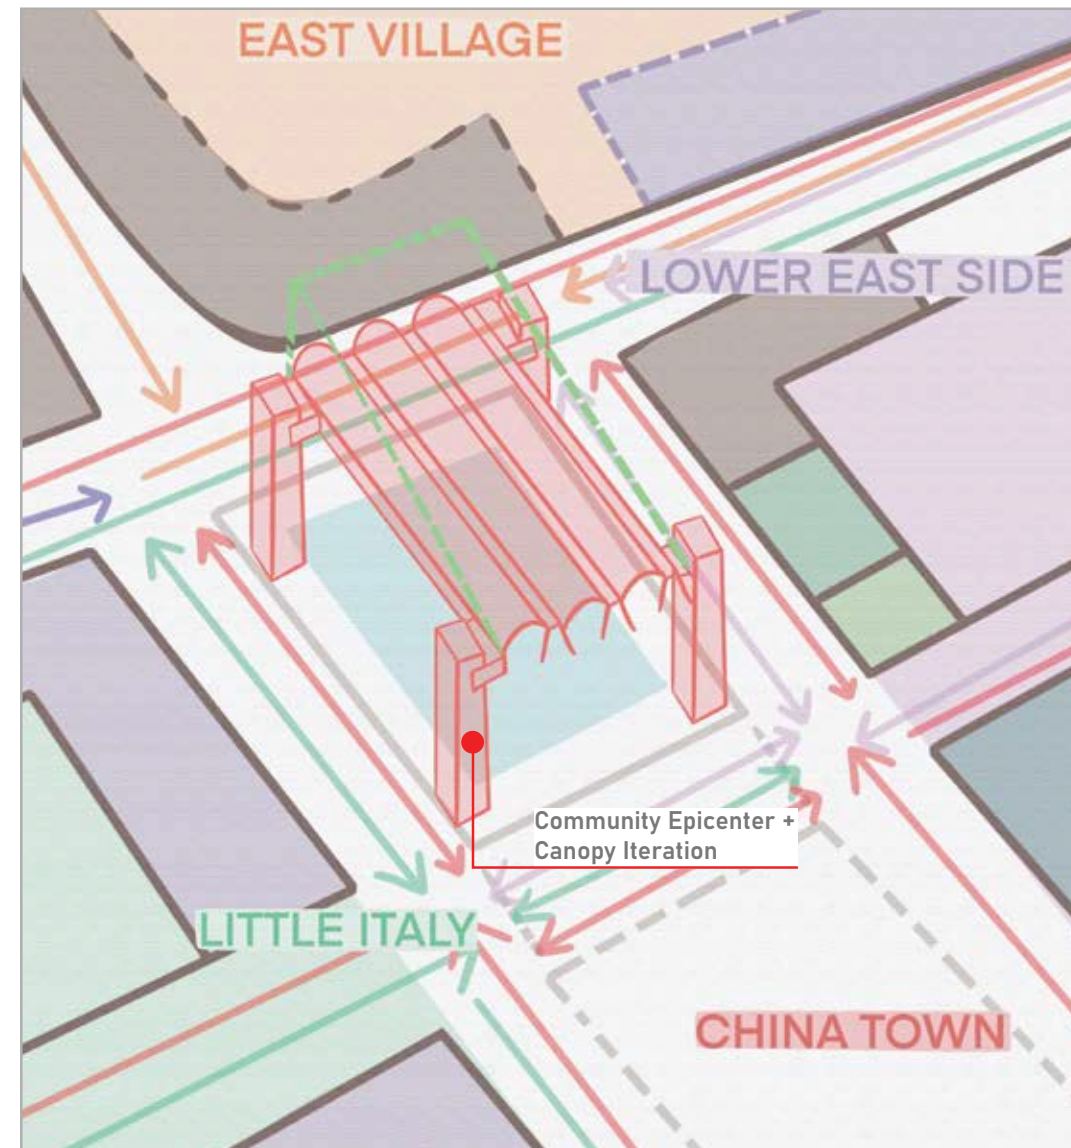 EAST VILLAGE
LOWER EAST SIDE
Community Epicenter +
Canopy Iteration
LITTLE ITALY
CHINA TOWN